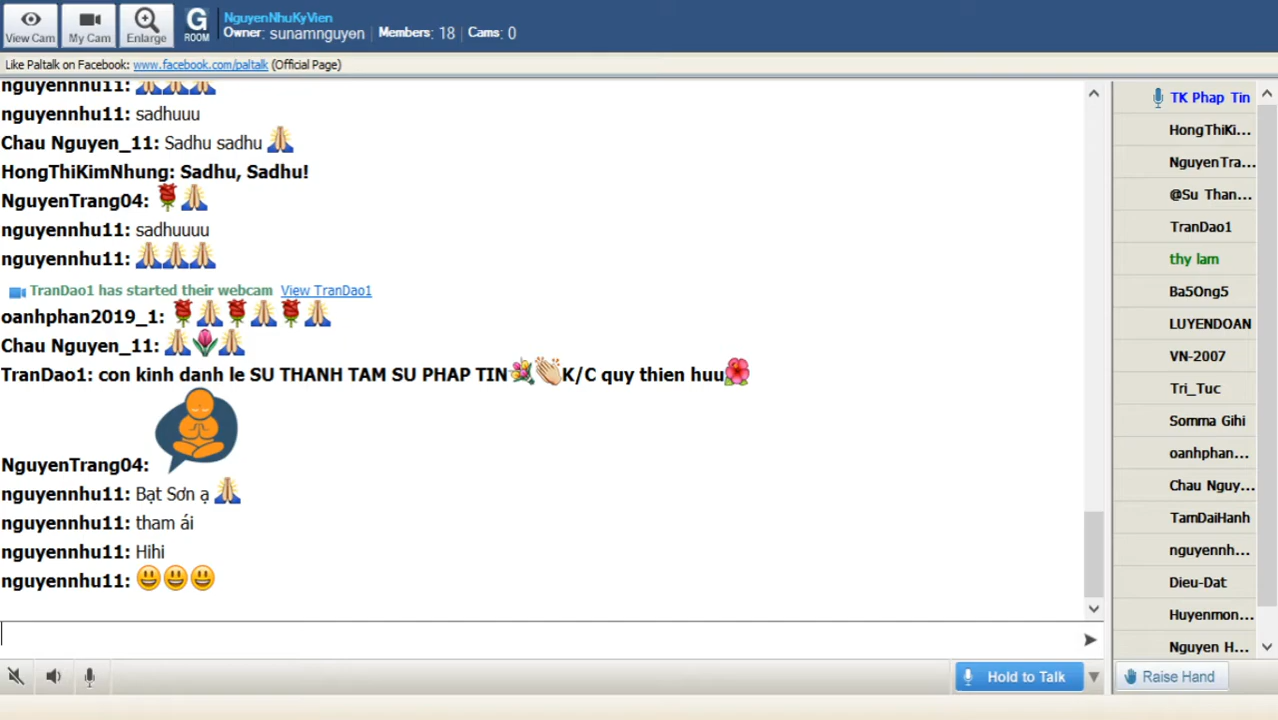 View Cam
My Cam
Enlarge
G
ROOM
NguyenNhuKyVien
Owner: sunamnguyen | Members: 18 | Cams: 0
Like Paltalk on Facebook: www.facebook.com/paltalk (Official Page)
nguyennhu11:
nguyennhu11: sadhuuu
Chau Nguyen_11: Sadhu sadhu
HongThiKimNhung: Sadhu, Sadhu!
NguyenTrang04:
nguyennhu11: sadhuuuu
nguyennhu11:
TranDao1 has started their webcam View TranDao1
oanhphan2019_1:
Chau Nguyen_11:
TranDao1: con kinh danh le SU THANH TAM SU PHAP TIN K/C quy thien huu
NguyenTrang04:
nguyennhu11: Bạt Sơn ạ
nguyennhu11: tham ái
nguyennhu11: Hihi
nguyennhu11:
Hold to Talk
TK Phap Tin
HongThiKi...
NguyenTra...
@Su Than...
TranDao1
thy lam
Ba5Ong5
LUYENDOAN
VN-2007
Tri_Tuc
Somma Gihi
oanhphan...
Chau Nguy...
TamDaiHanh
nguyennh...
Dieu-Dat
Huyenmon...
Nguyen H...
Raise Hand